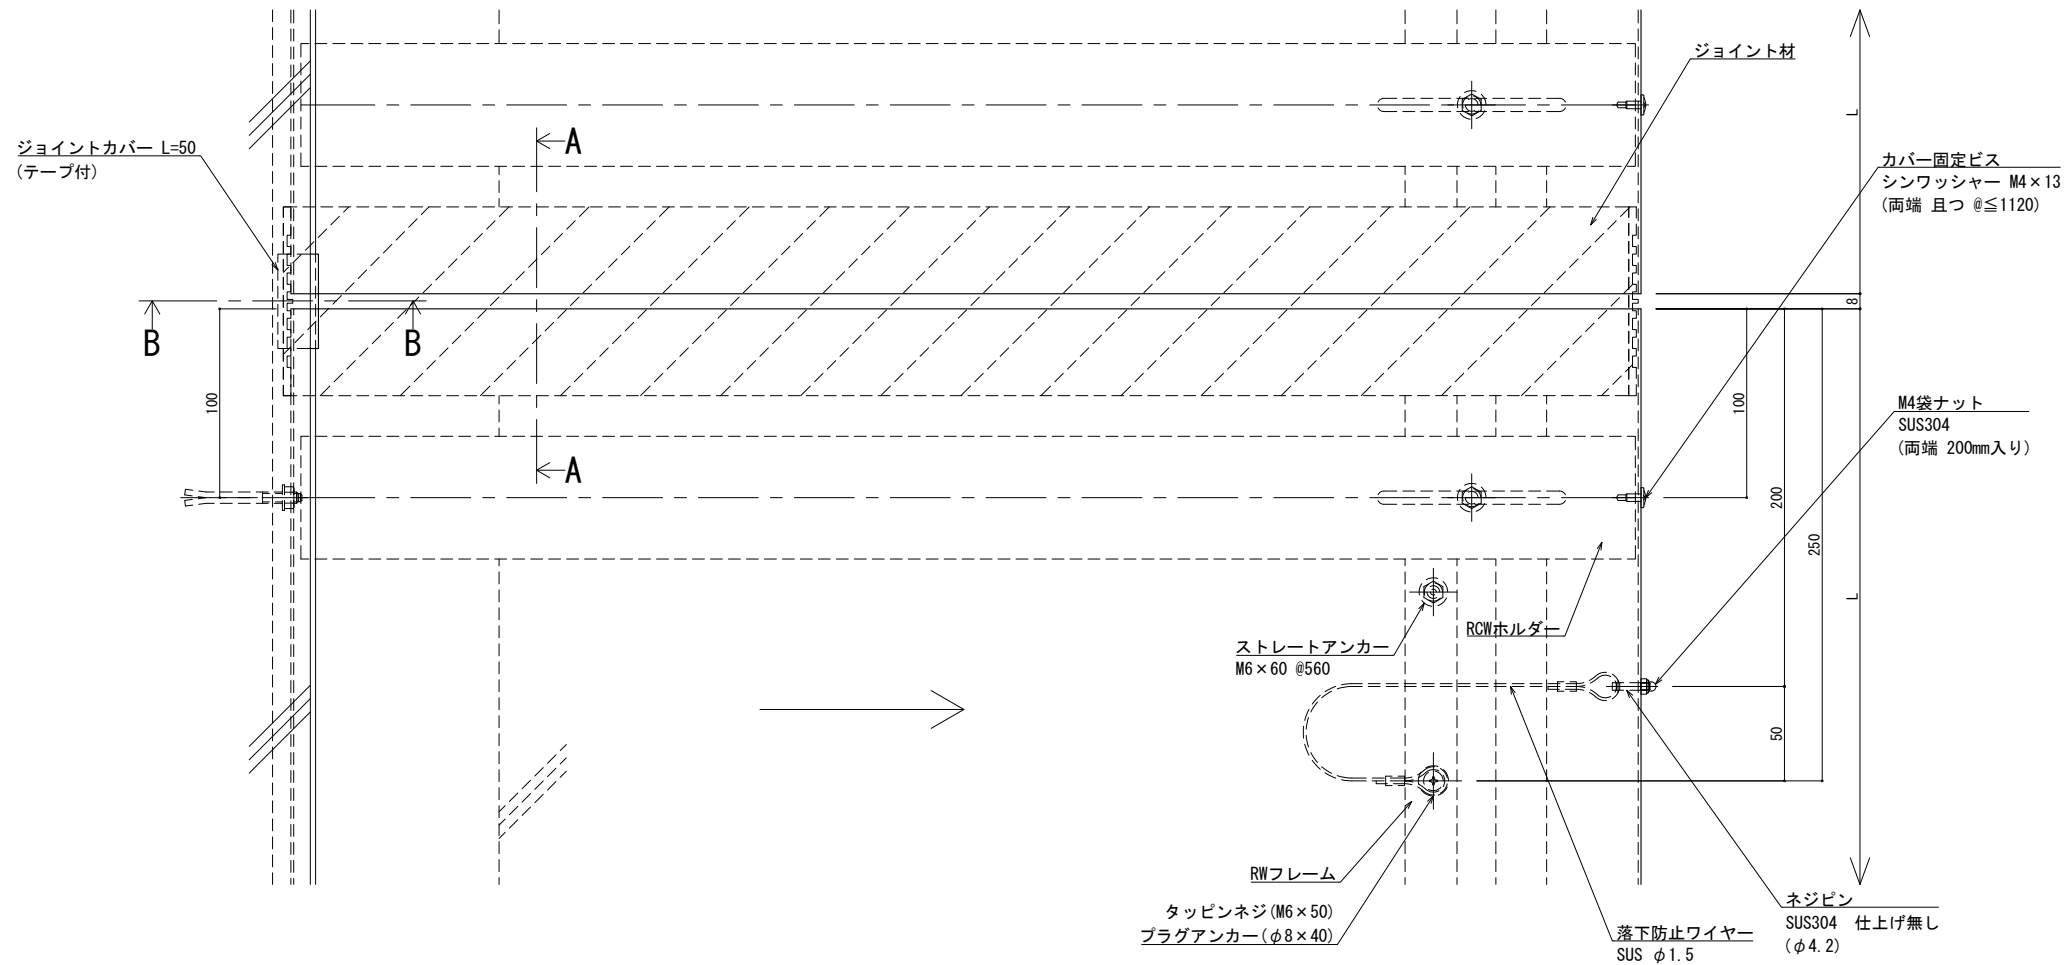 ジョイント材
L
A
ジョイントカバー L=50
(テープ付)
カバー固定ビス
シンワッシャー M4×13
(両端 且つ @≦1120)
8
B
B
100
100
M4袋ナット
SUS304
(両端 200mm入り)
A
200
250
L
RCWホルダー
ストレートアンカー
M6×60 @560
50
RWフレーム
タッピンネジ(M6×50)
プラグアンカー(φ8×40)
ネジピン
SUS304 仕上げ無し
(φ4.2)
落下防止ワイヤー
SUS φ1.5